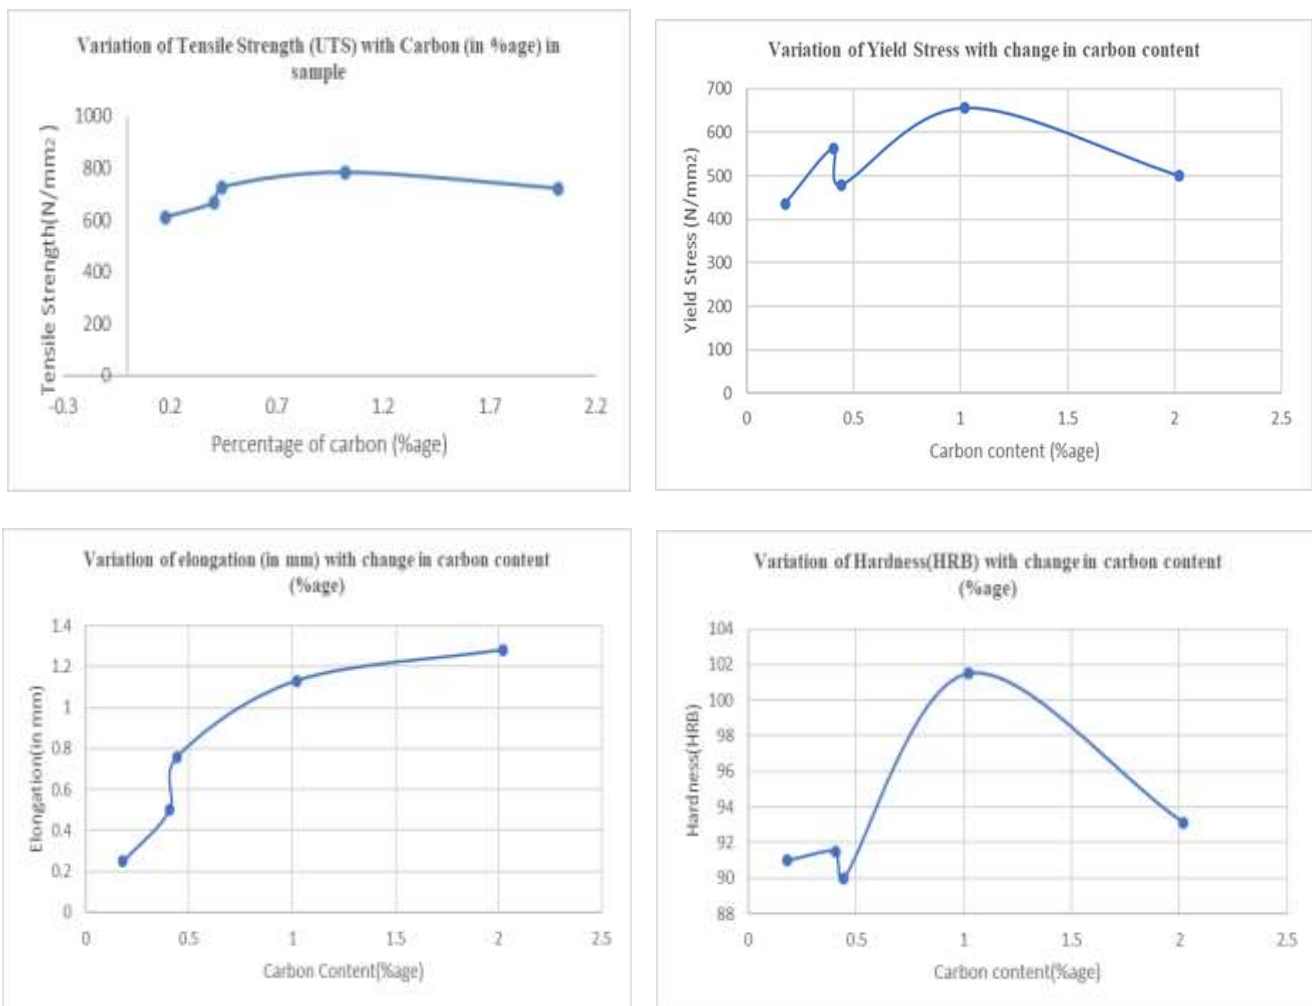 Variation of Tensile Strength (UTS) with Carbon (in %age) in
sample
Tensile Strength(N/mm2 )
1000
800
600
400
200
0
-0.3 0.2 0.7 1.2 1.7 2.2
Percentage of carbon (%age)
Variation of Yield Stress with change in carbon content
Yield Stress (N/mm2)
700
600
500
400
300
200
100
0
0 0.5 1 1.5 2 2.5
Carbon content (%age)
Variation of elongation (in mm) with change in carbon content
(%age)
Elongation(in mm)
1.4
1.2
1
0.8
0.6
0.4
0.2
0
0 0.5 1 1.5 2 2.5
Carbon Content(%age)
Variation of Hardness(HRB) with change in carbon content
(%age)
Hardness(HRB)
104
102
100
98
96
94
92
90
88
0 0.5 1 1.5 2 2.5
Carbon content(%age)